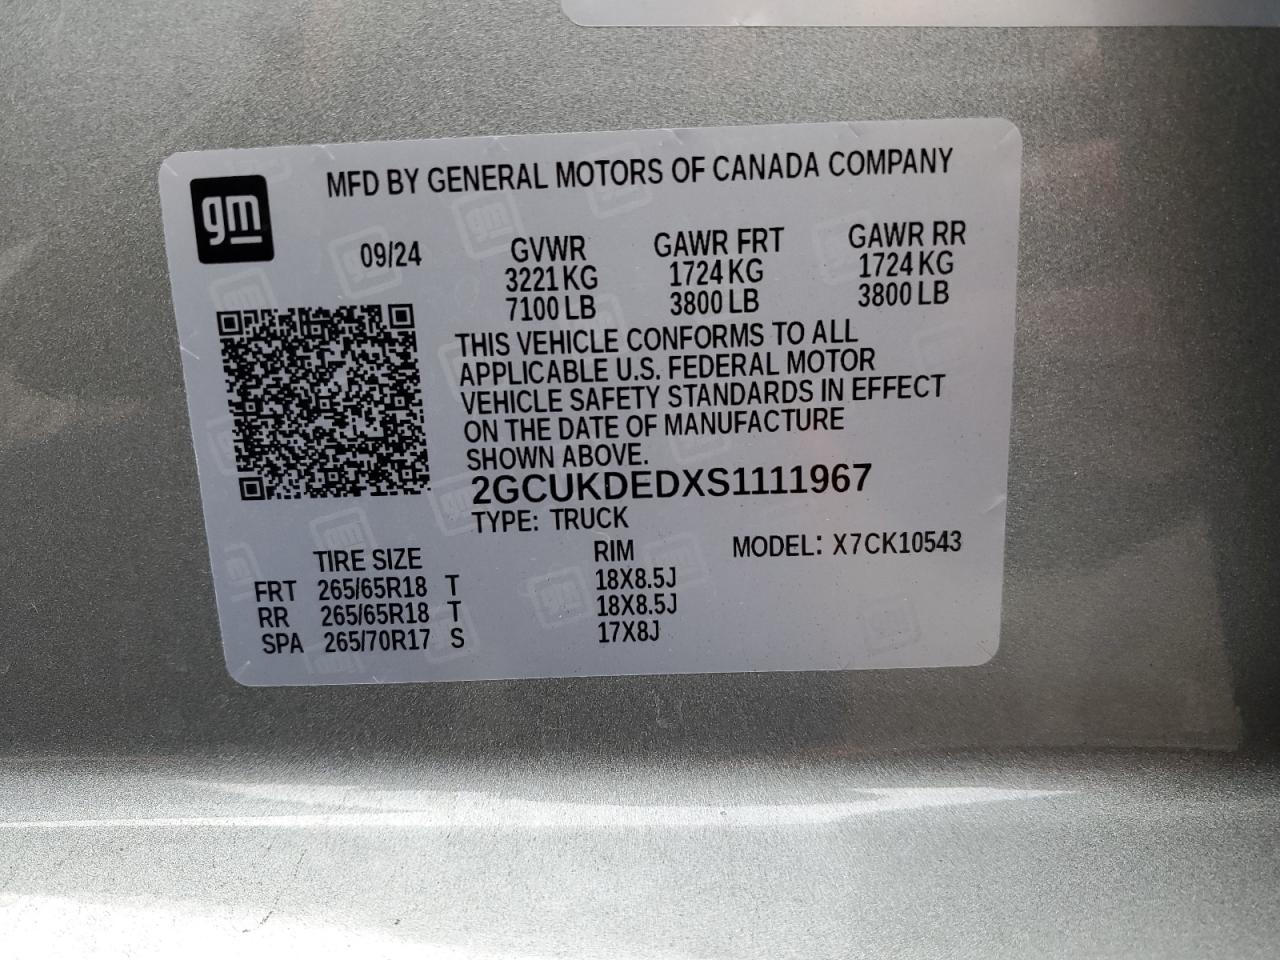 gm
MFD BY GENERAL MOTORS OF CANADA COMPANY
09/24 GVWR GAWR FRT GAWR RR
3221 KG 1724 KG 1724 KG
7100 LB 3800 LB 3800 LB
THIS VEHICLE CONFORMS TO ALL
APPLICABLE U.S. FEDERAL MOTOR
VEHICLE SAFETY STANDARDS IN EFFECT
ON THE DATE OF MANUFACTURE
SHOWN ABOVE.
2GCUKDEDXS1111967
TYPE: TRUCK
TIRE SIZE RIM MODEL: X7CK10543
FRT 265/65R18 T 18X8.5J
RR 265/65R18 T 18X8.5J
SPA 265/70R17 S 17X8J